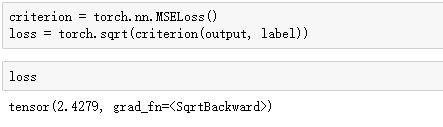 criterion = torch.nn.MSELoss()
loss = torch.sqrt(criterion(output, label))
loss
tensor(2.4279, grad_fn=<SqrtBackward>)